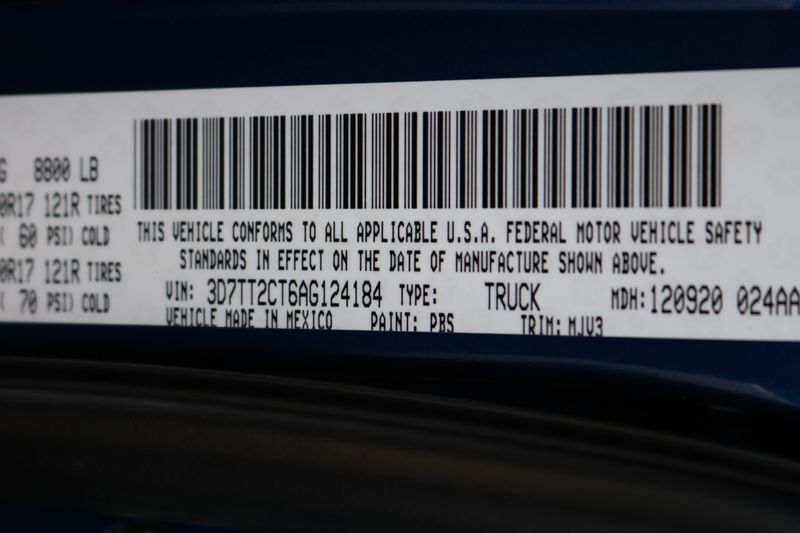 G 8800 LB
0R17 121R TIRES
( 60 PSI) COLD
0R17 121R TIRES
( 70 PSI) COLD
THIS VEHICLE CONFORMS TO ALL APPLICABLE U.S.A. FEDERAL MOTOR VEHICLE SAFETY
STANDARDS IN EFFECT ON THE DATE OF MANUFACTURE SHOWN ABOVE.
VIN: 3D7TT2CT6AG124184 TYPE: TRUCK MDH:120920 024AA
VEHICLE MADE IN MEXICO PAINT: PBS TRIM: MJV3